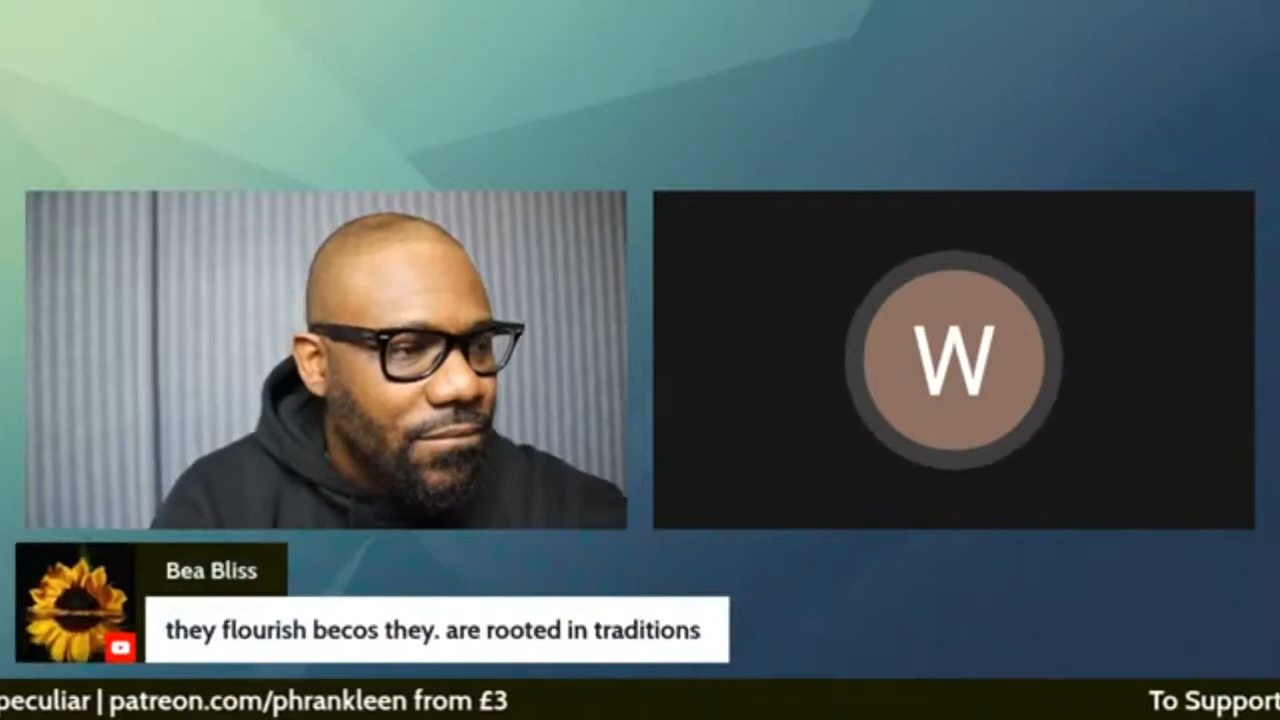 W
Bea Bliss
they flourish becos they. are rooted in traditions
peculiar | patreon.com/phrankleen from £3
To Support